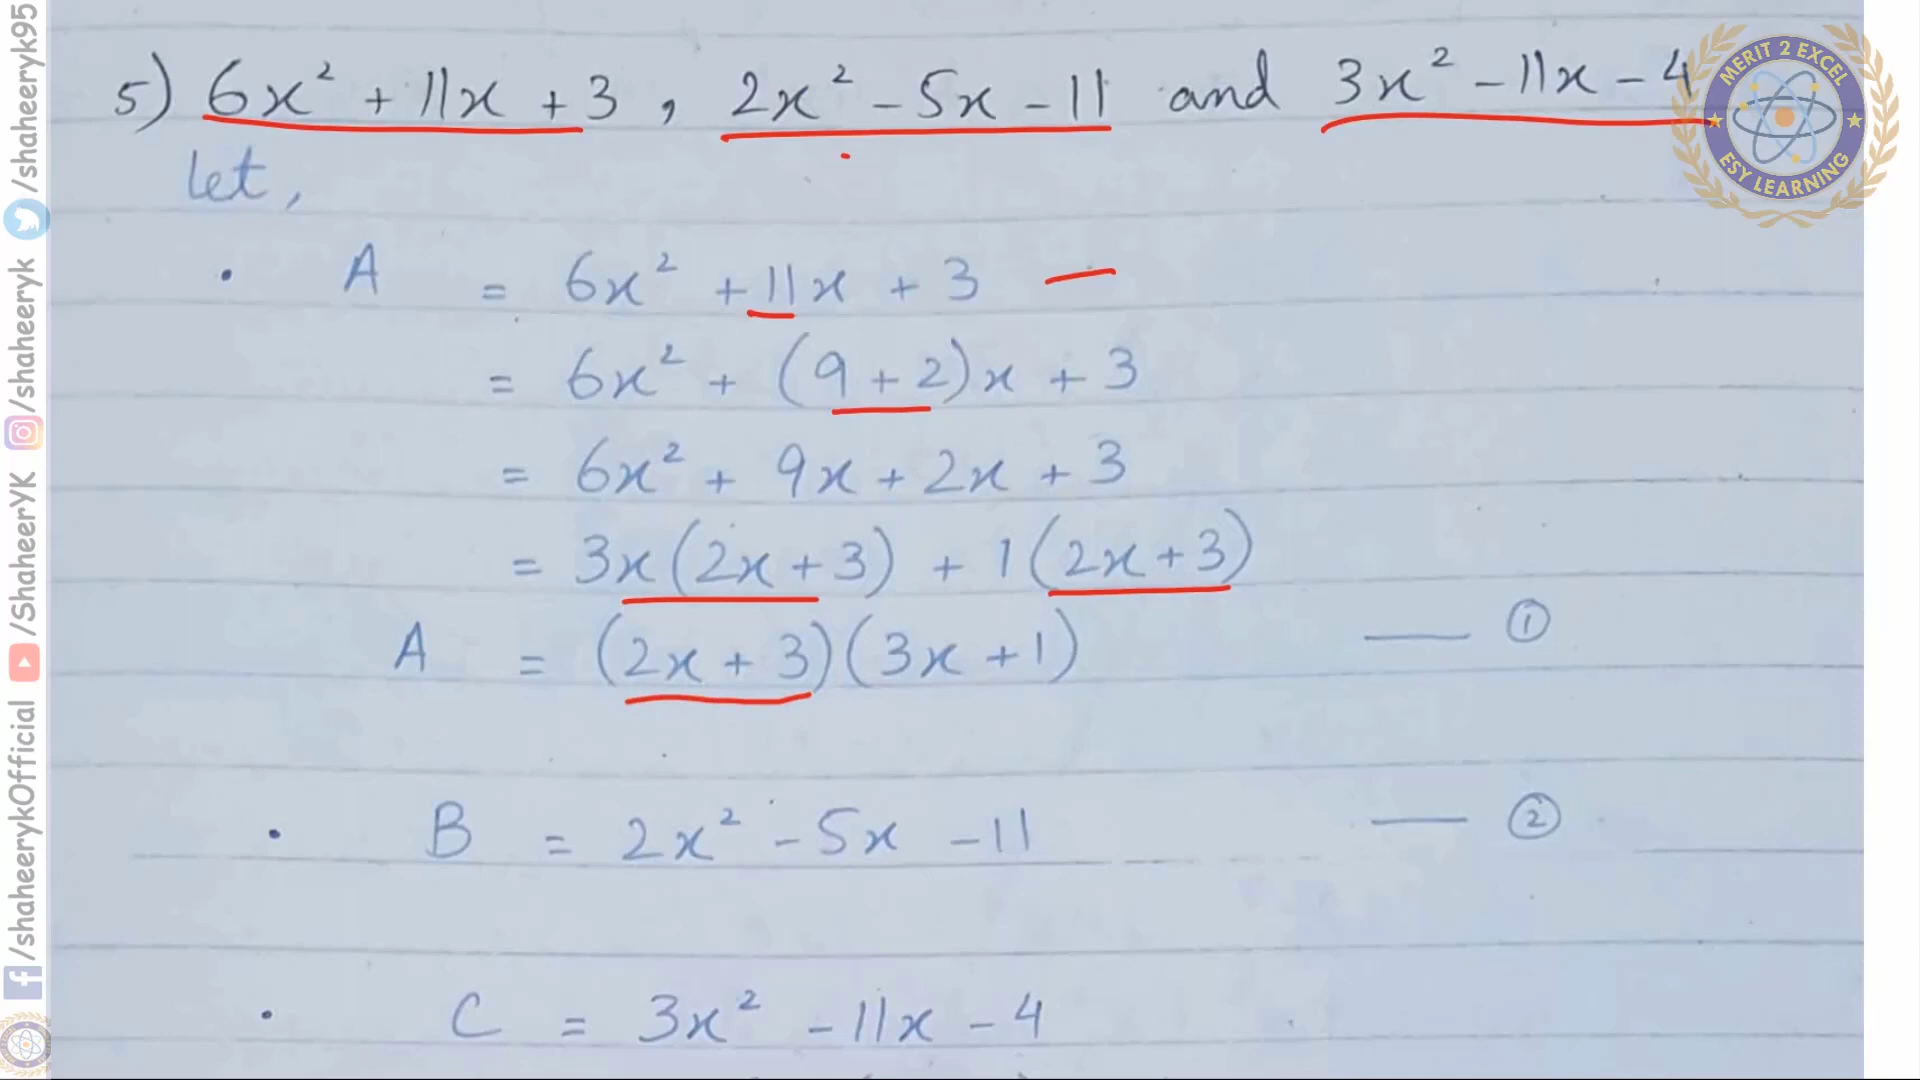 5) 6x² + 11x + 3 , 2x² - 5x - 11 and 3x² - 11x - 4
let,
• A = 6x² + 11x + 3
= 6x² + (9 + 2)x + 3
= 6x² + 9x + 2x + 3
= 3x(2x + 3) + 1(2x + 3)
A = (2x + 3)(3x + 1) — ①
• B = 2x² - 5x - 11 — ②
• C = 3x² - 11x - 4
MERIT 2 EXCEL
ESY LEARNING
/shaheerykOfficial
/ShaheerYK
/shaheeryk
/shaheeryk95